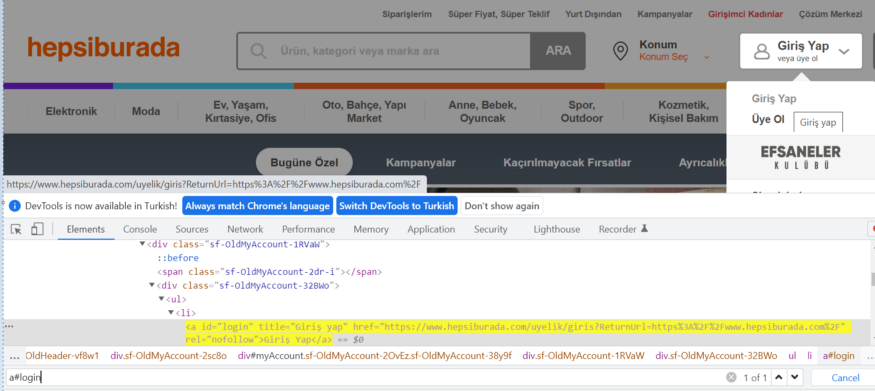 Siparişlerim Süper Fiyat, Süper Teklif Yurt Dışından Kampanyalar Girişimci Kadınlar Çözüm Merkezi
hepsiburada
Ürün, kategori veya marka ara
ARA
Konum
Konum Seç
Giriş Yap
veya üye ol
Giriş Yap
Üye Ol
Giriş yap
EFSANELER
KULÜBÜ
Elektronik
Moda
Ev, Yaşam,
Kırtasiye, Ofis
Oto, Bahçe, Yapı
Market
Anne, Bebek,
Oyuncak
Spor,
Outdoor
Kozmetik,
Kişisel Bakım
Bugüne Özel Kampanyalar Kaçırılmayacak Fırsatlar Ayrıcalıkl
https://www.hepsiburada.com/uyelik/giris?ReturnUrl=https%3A%2F%2Fwww.hepsiburada.com%2F
DevTools is now available in Turkish! Always match Chrome's language Switch DevTools to Turkish Don't show again
Elements Console Sources Network Performance Memory Application Security Lighthouse Recorder
▼<div class="sf-OldMyAccount-1RVaW">
::before
<span class="sf-OldMyAccount-2dr-i"></span>
▼<div class="sf-OldMyAccount-32BWo">
▼<ul>
▼<li>
… <a id="login" title="Giriş yap" href="https://www.hepsiburada.com/uyelik/giris?ReturnUrl=https%3A%2F%2Fwww.hepsiburada.com%2F"
rel="nofollow">Giriş Yap</a> == $0
… OldHeader-vf8w1 div.sf-OldMyAccount-2sc8o div#myAccount.sf-OldMyAccount-2OvEz.sf-OldMyAccount-38y9f div.sf-OldMyAccount-1RVaW div.sf-OldMyAccount-32BWo ul li a#login …
a#login 1 of 1 Cancel